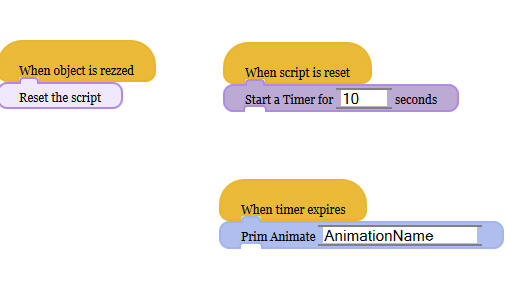 When object is rezzed
Reset the script
When script is reset
Start a Timer for 10 seconds
When timer expires
Prim Animate AnimationName